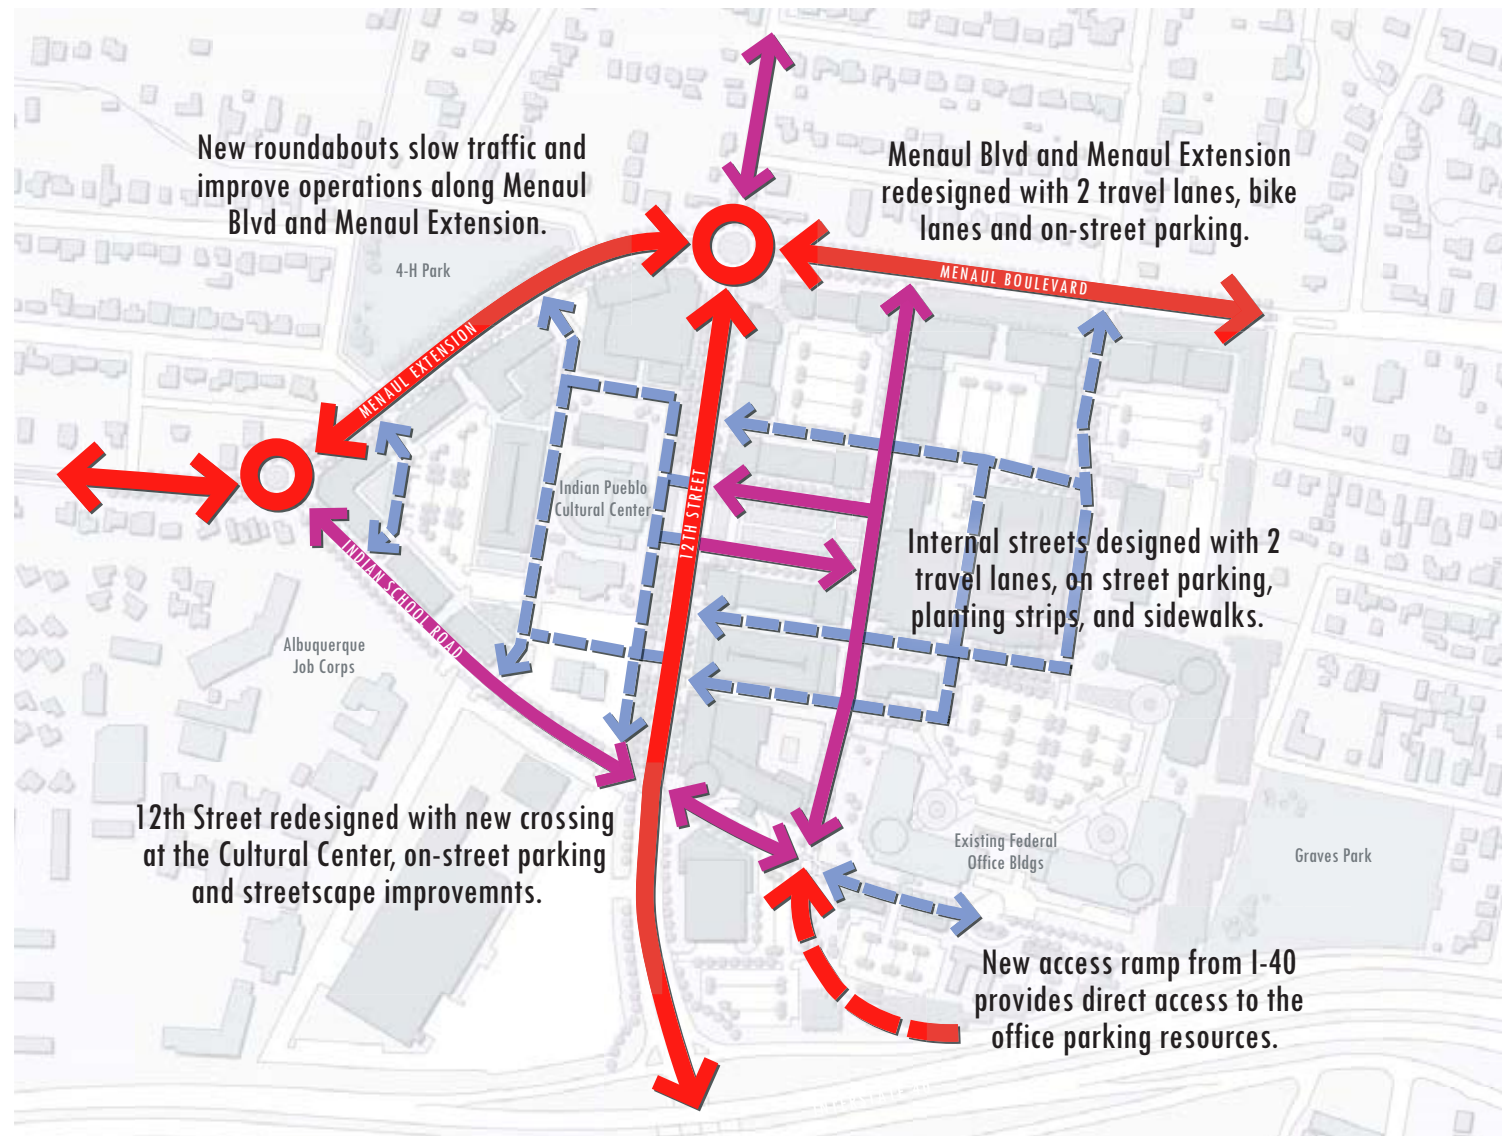 New roundabouts slow traffic and
improve operations along Menaul
Blvd and Menaul Extension.
Menaul Blvd and Menaul Extension
redesigned with 2 travel lanes, bike
lanes and on-street parking.
4-H Park
MENAUL BOULEVARD
MENAUL EXTENSION
Indian Pueblo
Cultural Center
12TH STREET
Internal streets designed with 2
travel lanes, on street parking,
planting strips, and sidewalks.
INDIAN SCHOOL ROAD
Albuquerque
Job Corps
12th Street redesigned with new crossing
at the Cultural Center, on-street parking
and streetscape improvemnts.
Existing Federal
Office Bldgs
Graves Park
New access ramp from I-40
provides direct access to the
office parking resources.
INTERSTATE 40